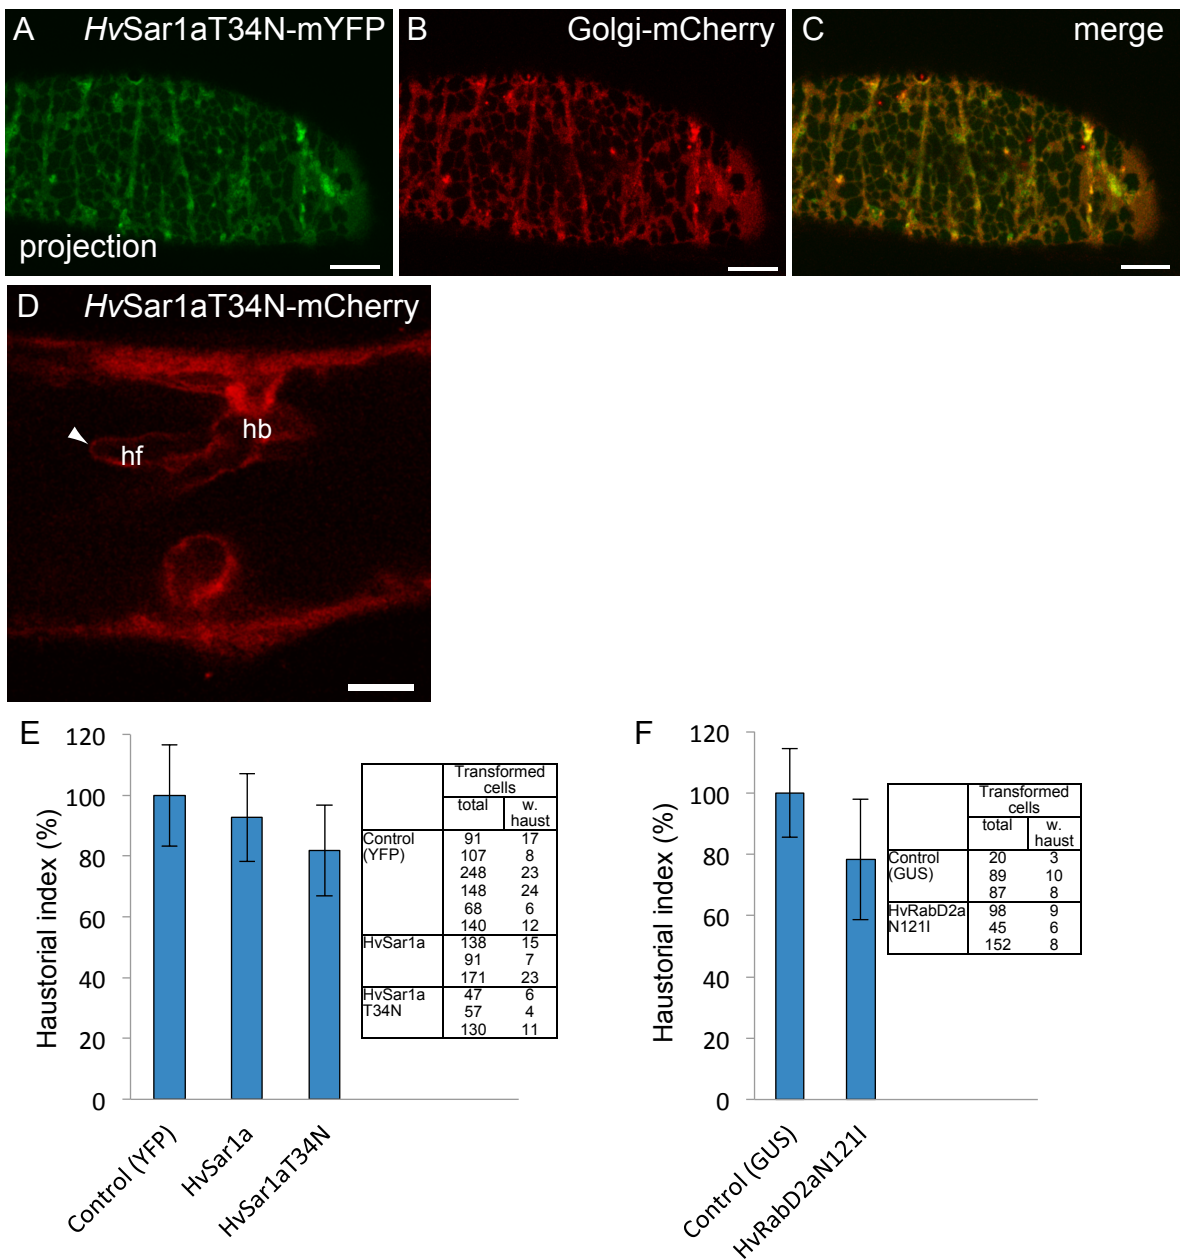 A HvSar1aT34N-mYFP
B Golgi-mCherry
C merge
projection
D HvSar1aT34N-mCherry
hb
hf
E
Haustorial index (%)
120
100
80
60
40
20
0
Control (YFP)
HvSar1a
HvSar1aT34N
Transformed
cells
total w.
haust
Control 91 17
(YFP) 107 8
248 23
148 24
68 6
140 12
HvSar1a 138 15
91 7
171 23
HvSar1a 47 6
T34N 57 4
130 11
F
Haustorial index (%)
120
100
80
60
40
20
0
Control (GUS)
HvRabD2aN121I
Transformed
cells
total w.
haust
Control 20 3
(GUS) 89 10
87 8
HvRabD2a 98 9
N121I 45 6
152 8